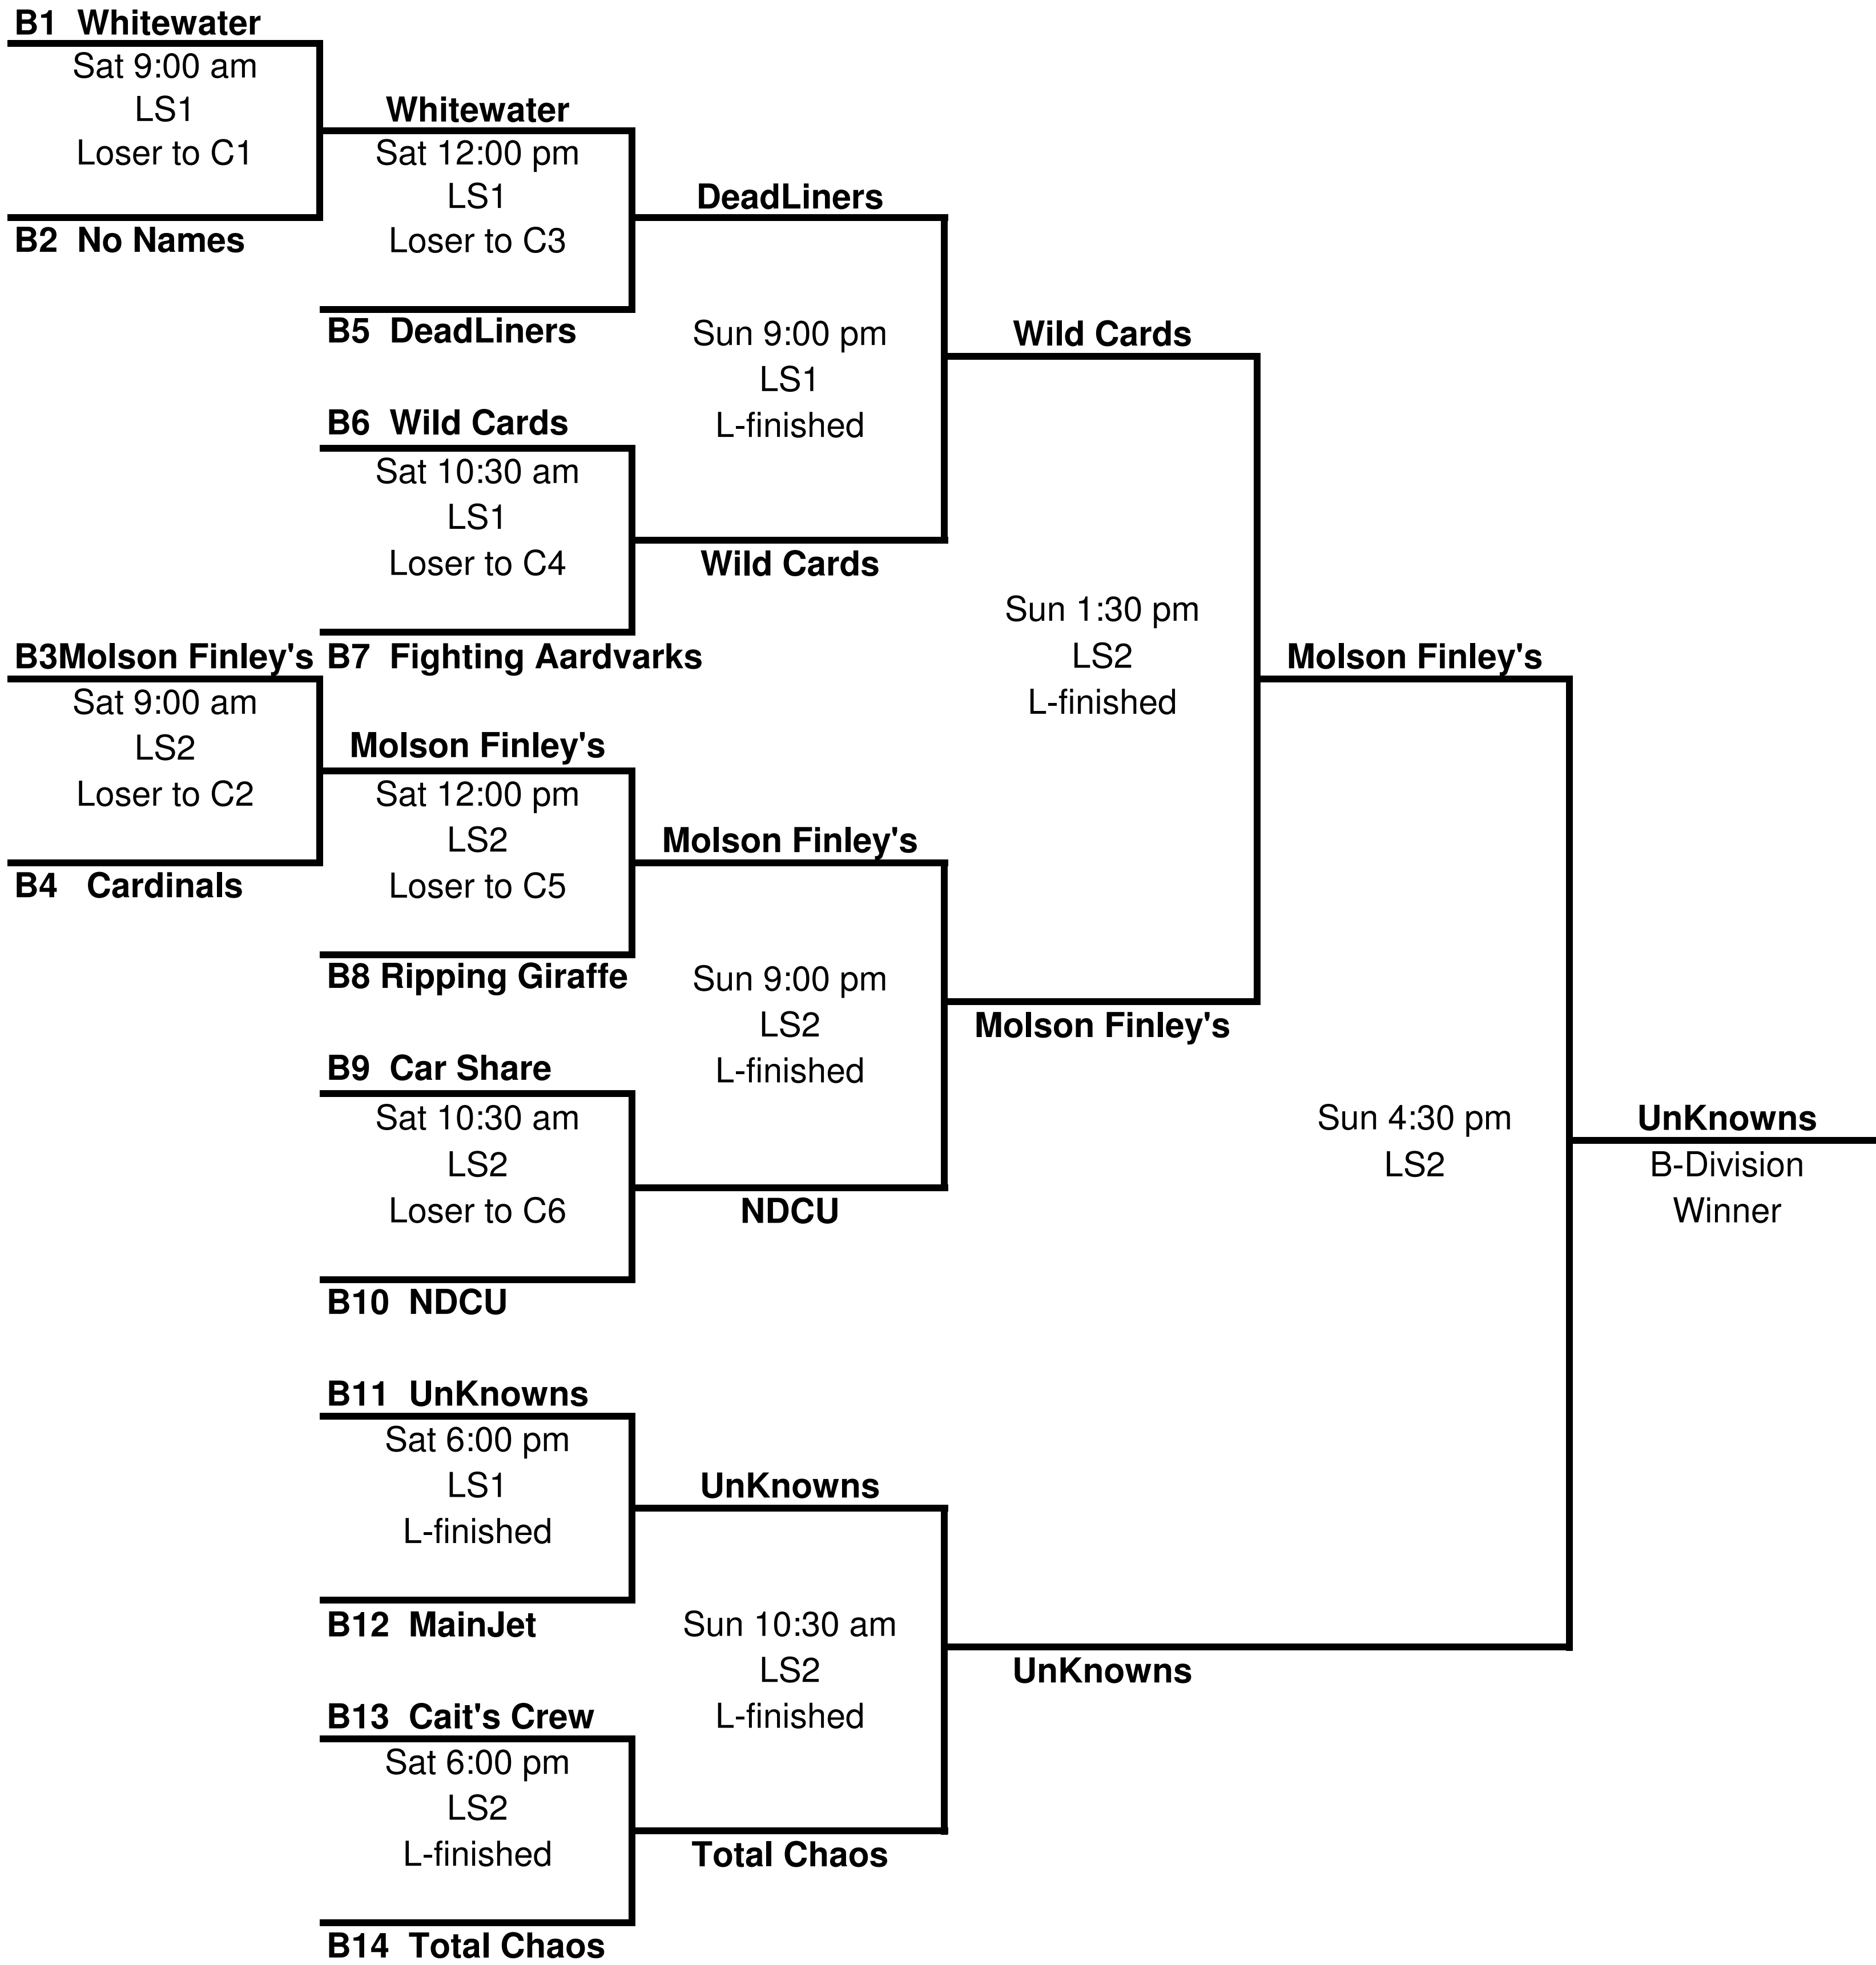 B1 Whitewater
Sat 9:00 am
LS1
Loser to C1
B2 No Names
Whitewater
Sat 12:00 pm
LS1
Loser to C3
B5 DeadLiners
DeadLiners
Sun 9:00 pm
LS1
L-finished
Wild Cards
B6 Wild Cards
Sat 10:30 am
LS1
Loser to C4
B7 Fighting Aardvarks
Wild Cards
Sun 1:30 pm
LS2
L-finished
Molson Finley's
B3Molson Finley's
Sat 9:00 am
LS2
Loser to C2
B4 Cardinals
Molson Finley's
Sat 12:00 pm
LS2
Loser to C5
B8 Ripping Giraffe
Molson Finley's
Sun 9:00 pm
LS2
L-finished
NDCU
B9 Car Share
Sat 10:30 am
LS2
Loser to C6
B10 NDCU
Molson Finley's
Sun 4:30 pm
LS2
UnKnowns
B-Division
Winner
B11 UnKnowns
Sat 6:00 pm
LS1
L-finished
B12 MainJet
UnKnowns
Sun 10:30 am
LS2
L-finished
Total Chaos
UnKnowns
B13 Cait's Crew
Sat 6:00 pm
LS2
L-finished
B14 Total Chaos